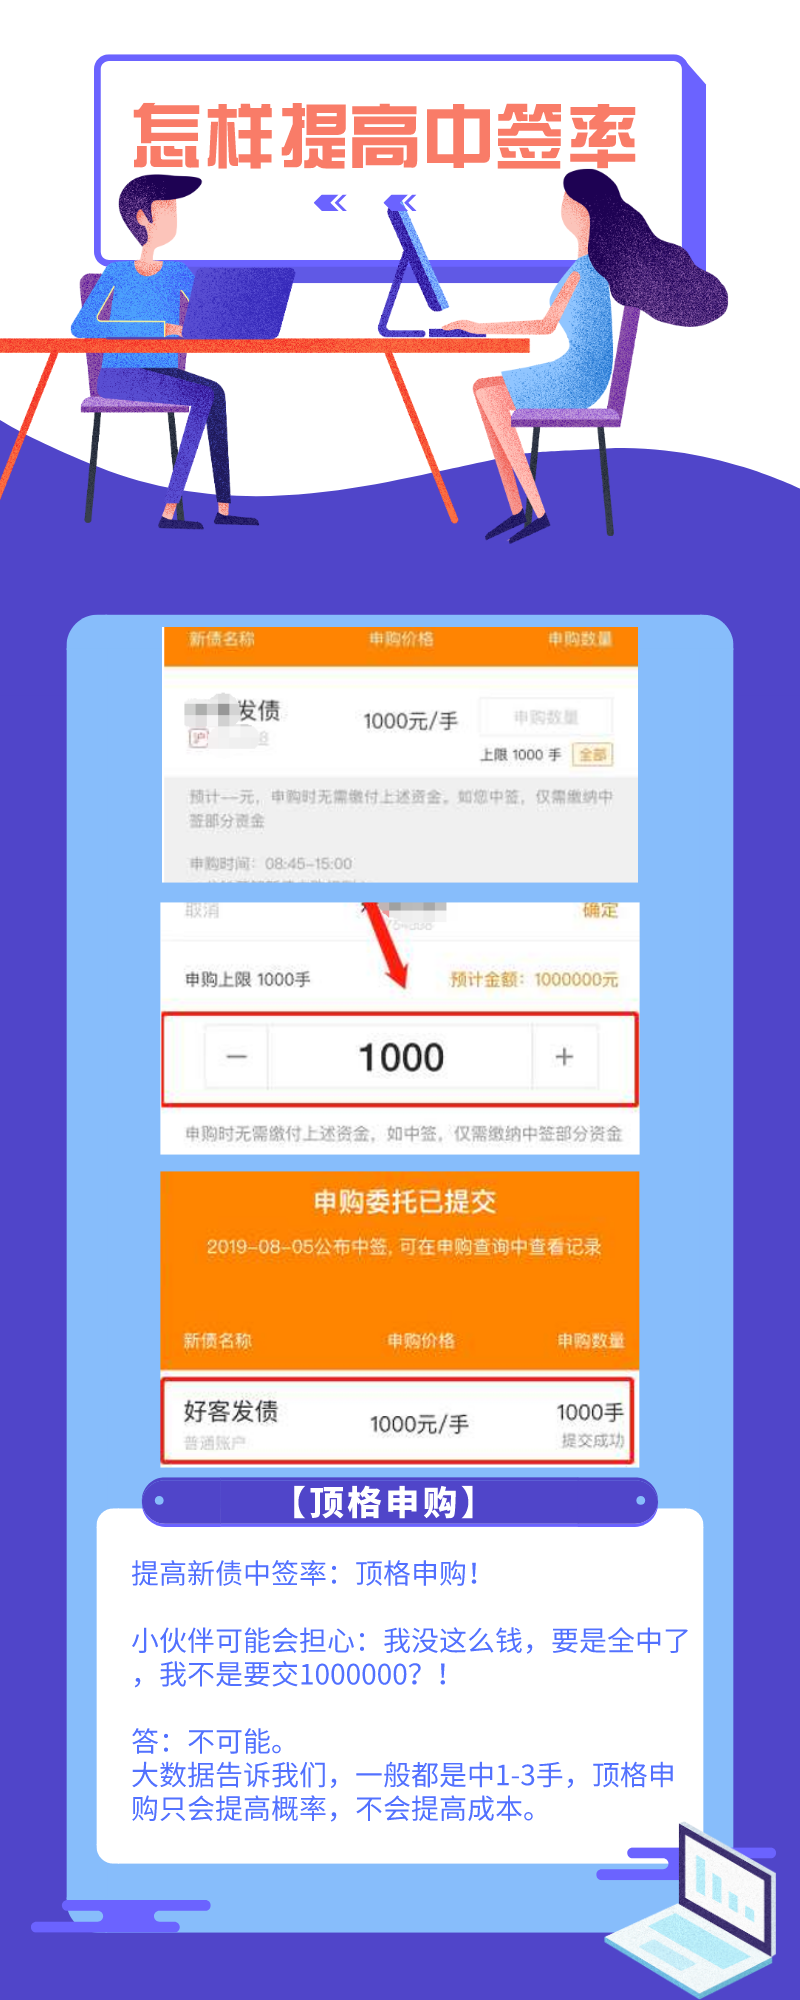 怎样提高中签率
新债名称 申购价格 申购数量
发债 1000元/手 申购数量
沪 8 上限 1000 手 全部
预计--元，申购时无需缴付上述资金。如您中签，仅需缴纳中
签部分资金
申购时间：08:45-15:00
取消 确定
申购上限 1000手 预计金额：1000000元
− 1000 +
申购时无需缴付上述资金，如中签，仅需缴纳中签部分资金
申购委托已提交
2019-08-05公布中签, 可在申购查询中查看记录
新债名称 申购价格 申购数量
好客发债 1000元/手 1000手
普通账户 提交成功
【顶格申购】
提高新债中签率：顶格申购！
小伙伴可能会担心：我没这么钱，要是全中了
，我不是要交1000000？！
答：不可能。
大数据告诉我们，一般都是中1-3手，顶格申
购只会提高概率，不会提高成本。